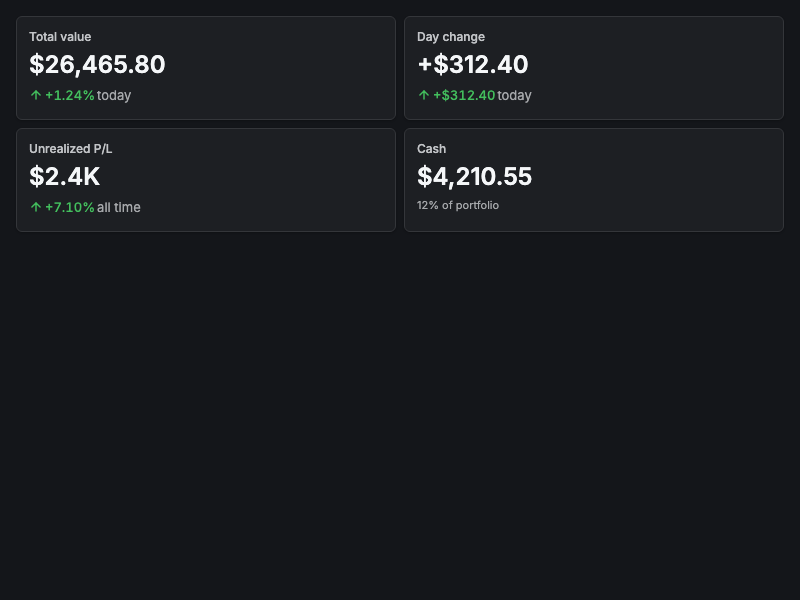 Total value
$26,465.80
↑ +1.24% today
Day change
+$312.40
↑ +$312.40 today
Unrealized P/L
$2.4K
↑ +7.10% all time
Cash
$4,210.55
12% of portfolio